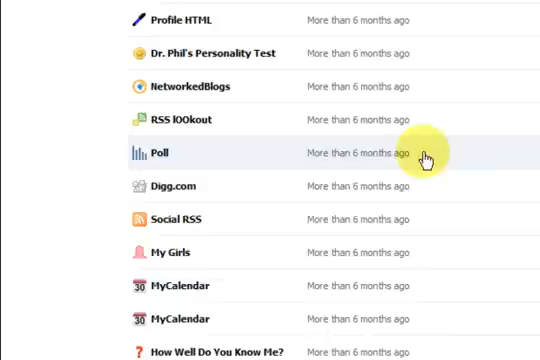 Profile HTML More than 6 months ago
Dr. Phil's Personality Test More than 6 months ago
NetworkedBlogs More than 6 months ago
RSS lOOkout More than 6 months ago
Poll More than 6 months ago
Digg.com More than 6 months ago
Social RSS More than 6 months ago
My Girls More than 6 months ago
30 MyCalendar More than 6 months ago
30 MyCalendar More than 6 months ago
How Well Do You Know Me? More than 6 months ago